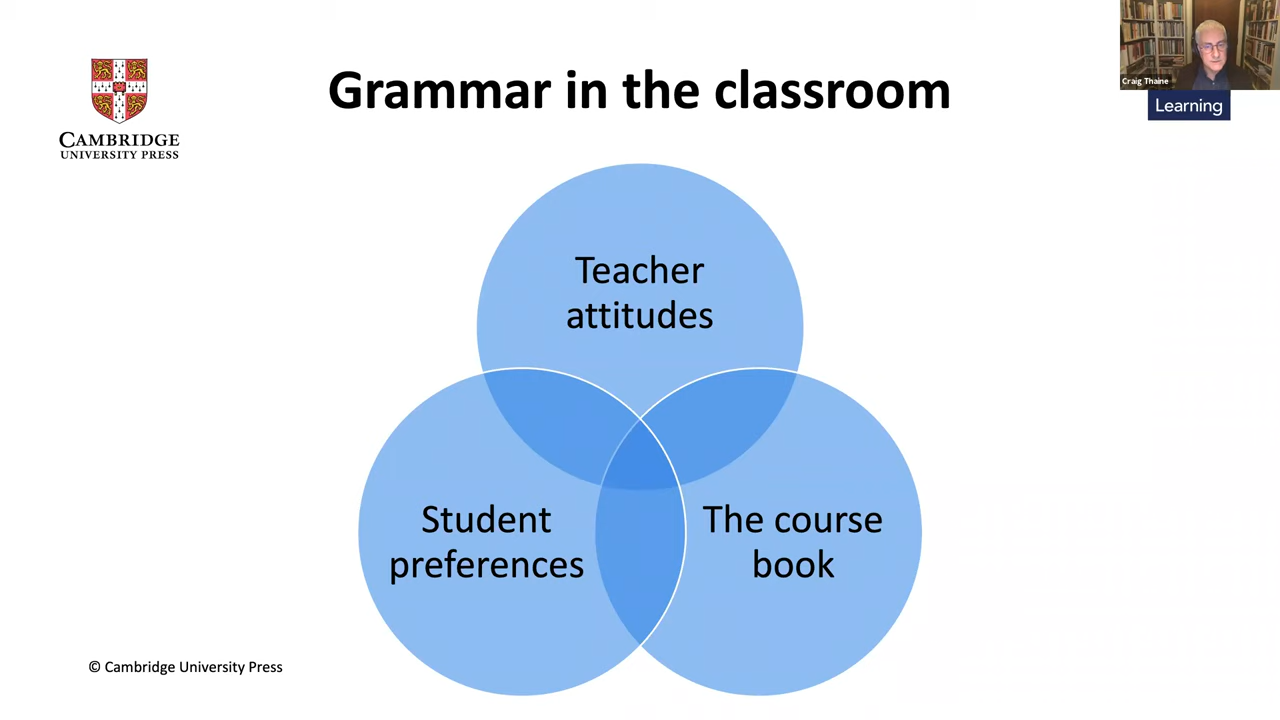 Grammar in the classroom
CAMBRIDGE
UNIVERSITY PRESS
Craig Thaine
Learning
Teacher
attitudes
Student
preferences
The course
book
© Cambridge University Press